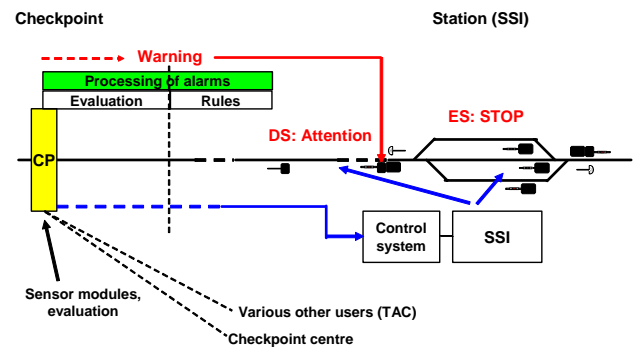 Checkpoint
Station (SSI)
Warning
Processing of alarms
Evaluation
Rules
DS: Attention
ES: STOP
CP
Control
system
SSI
Sensor modules,
evaluation
Various other users (TAC)
Checkpoint centre